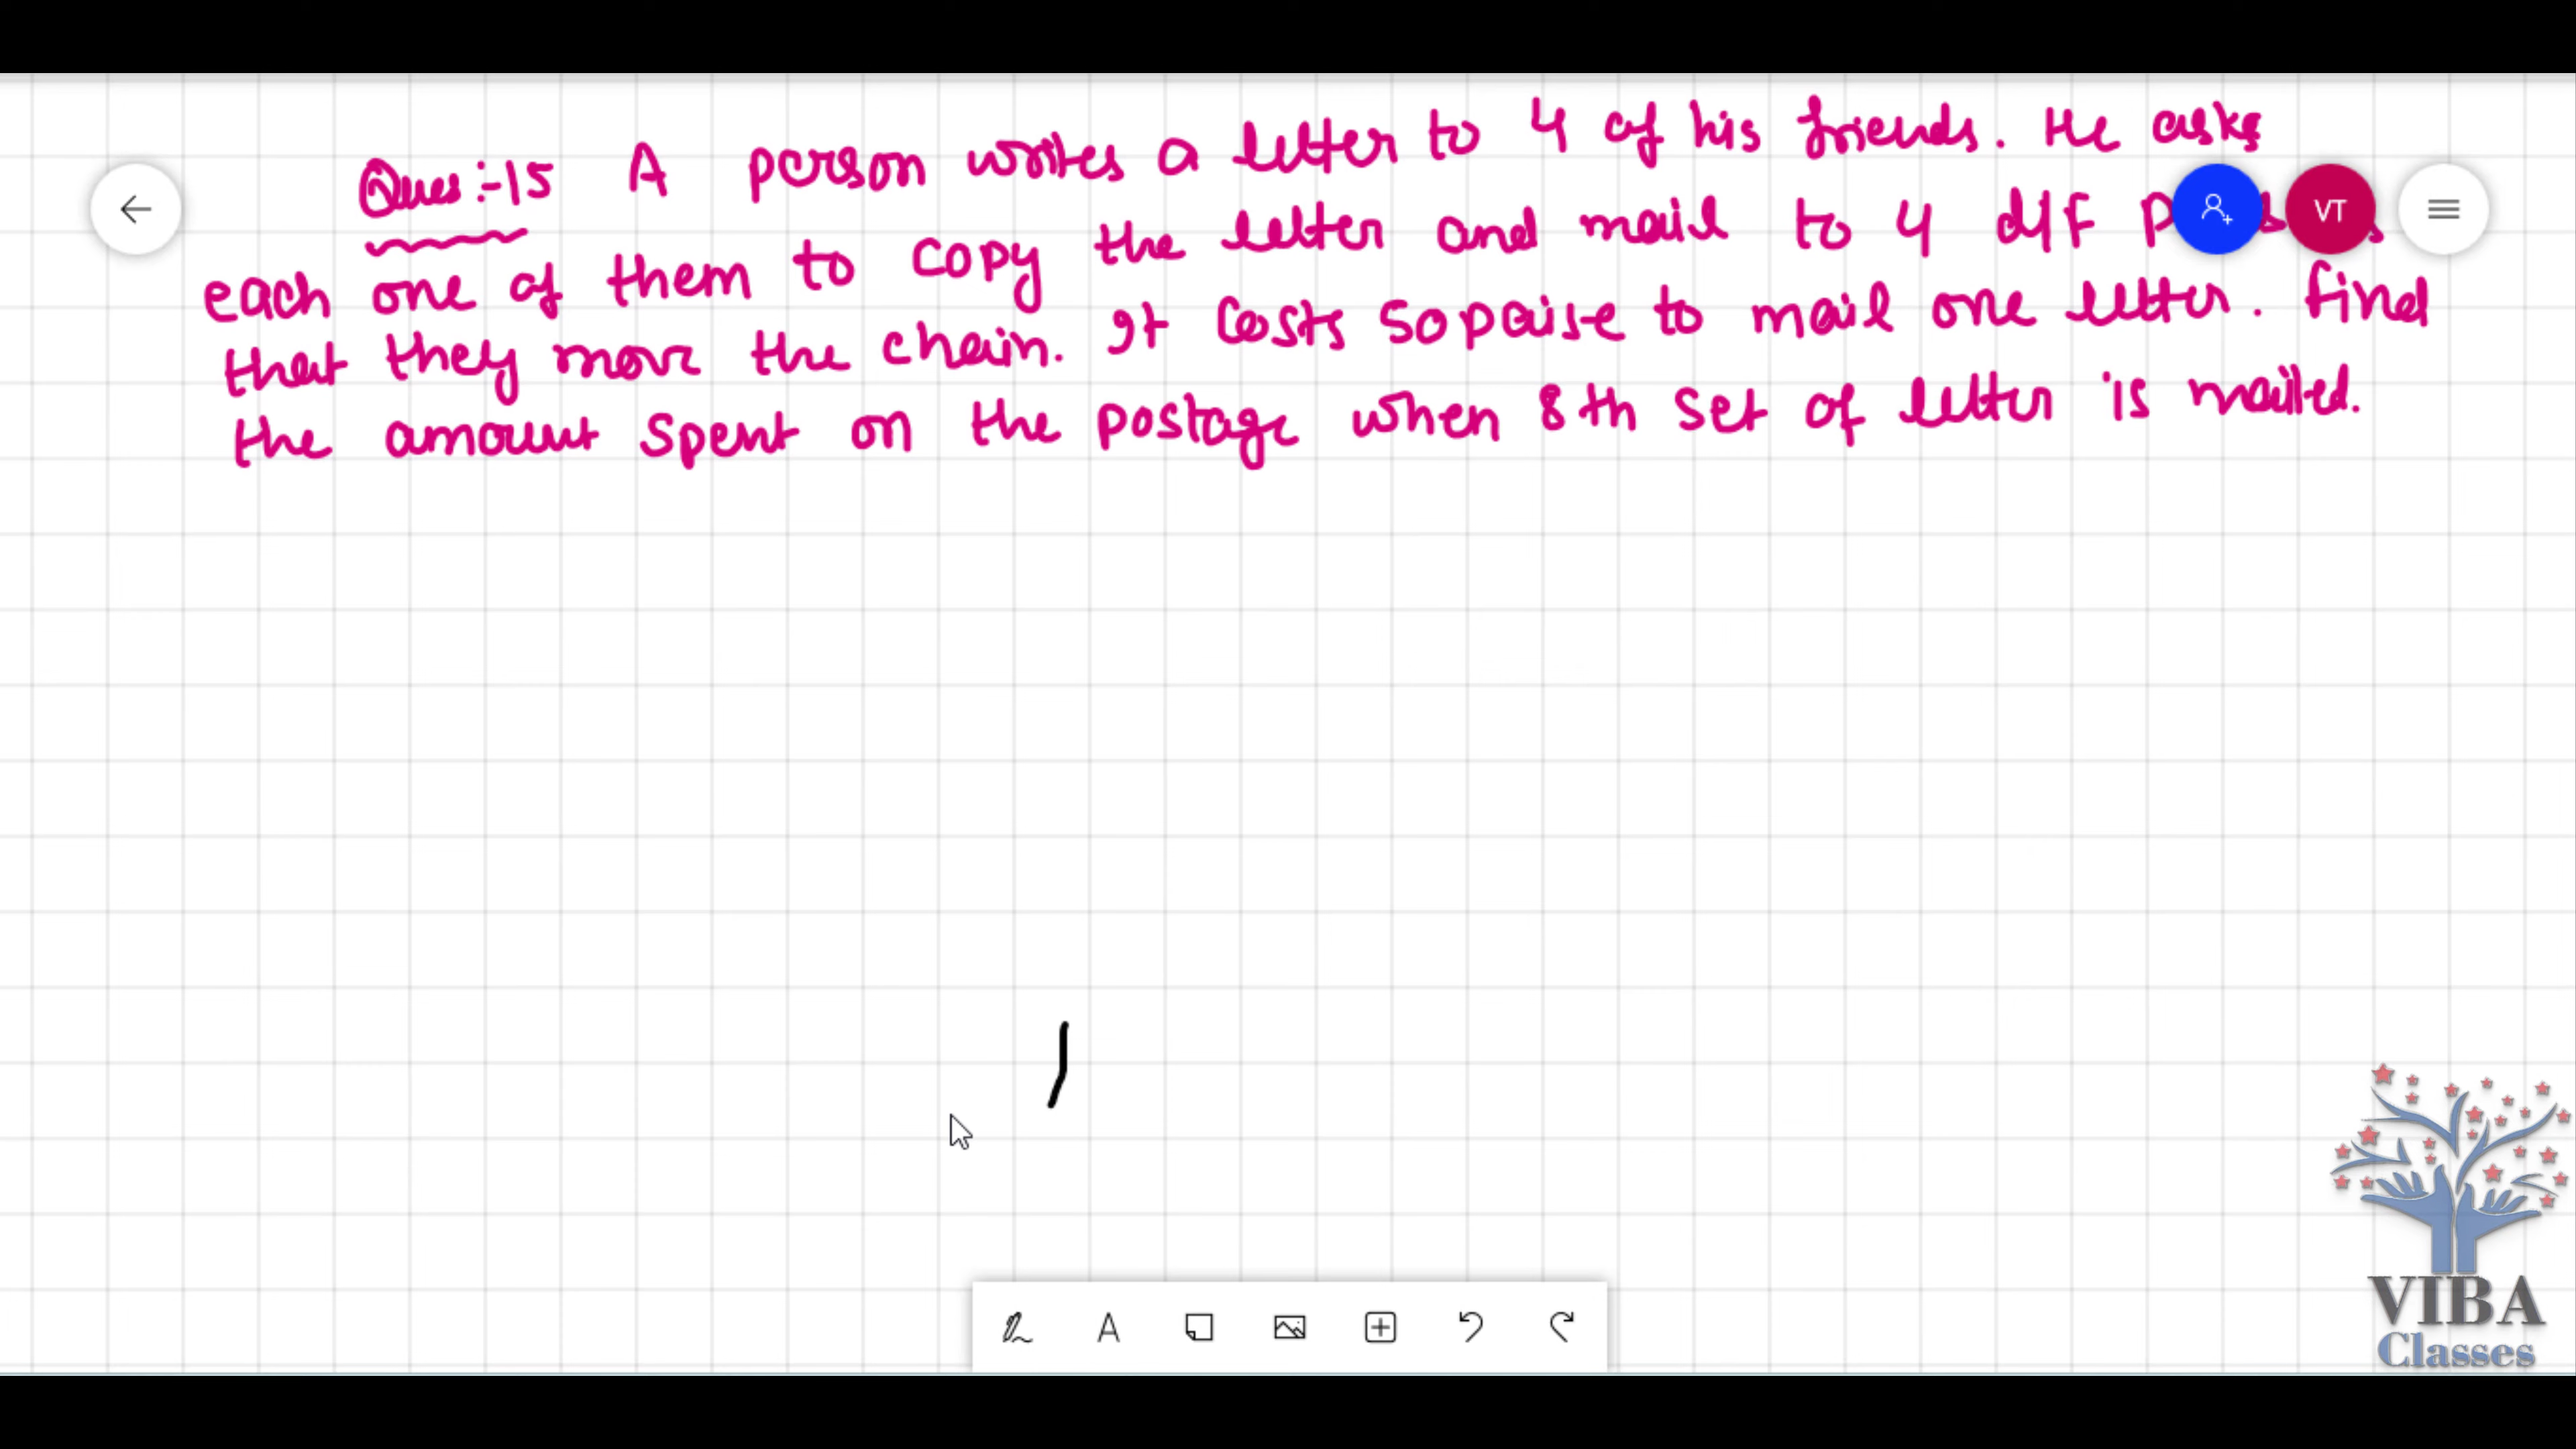 Ques:-15 A person writes a letter to 4 of his friends. He asks
each one of them to copy the letter and mail to 4 d/f
that they move the chain. It costs 50 paise to mail one letter. find
the amount spent on the postage when 8th set of letter is mailed.
VT
A
VIBA
Classes